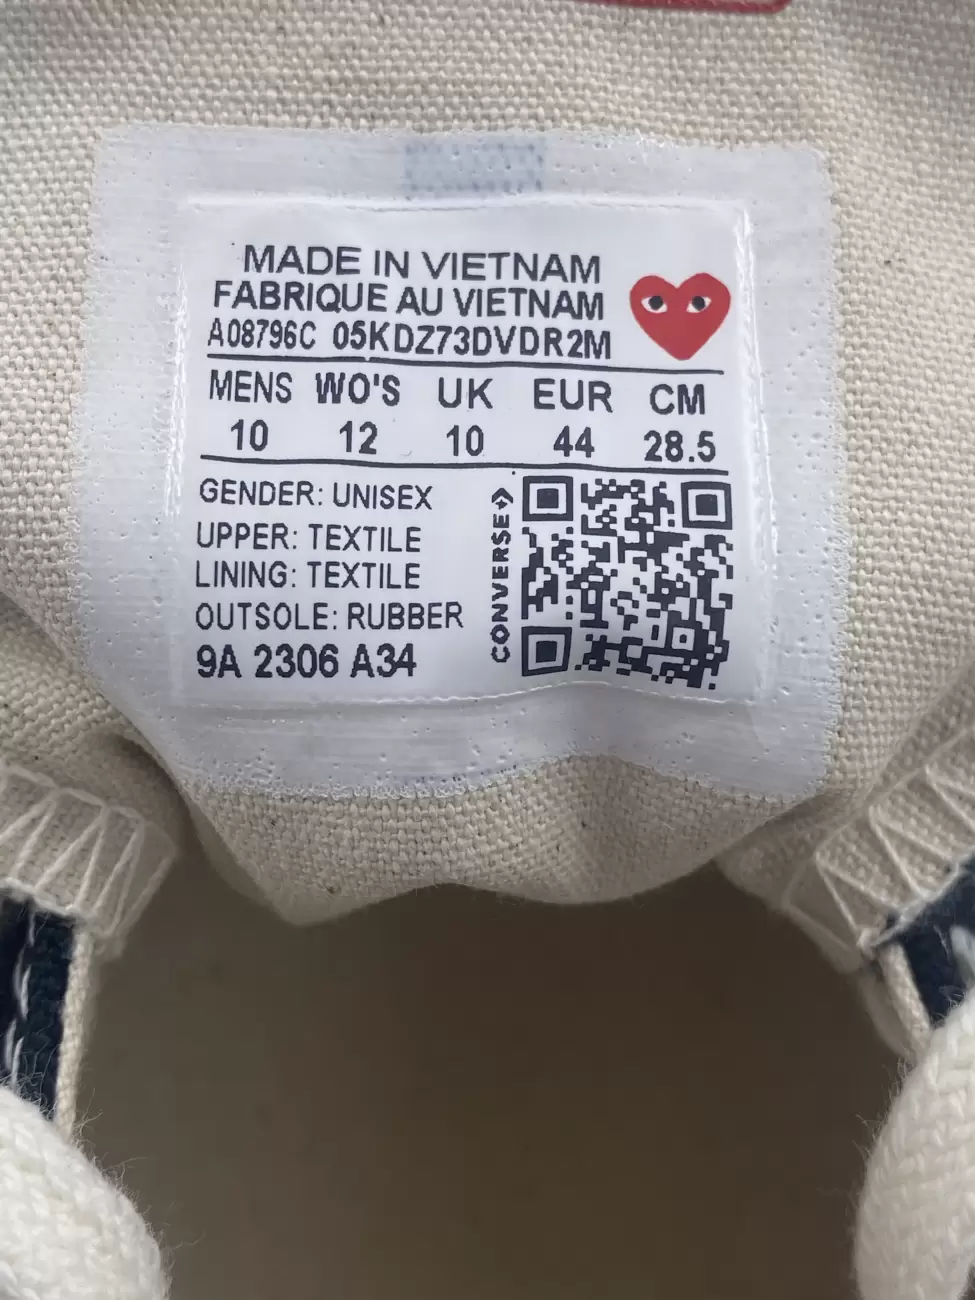 MADE IN VIETNAM
FABRIQUE AU VIETNAM
A08796C 05KDZ73DVDR2M
MENS WO'S UK EUR CM
10 12 10 44 28.5
GENDER: UNISEX
UPPER: TEXTILE
LINING: TEXTILE
OUTSOLE: RUBBER
9A 2306 A34
CONVERSE